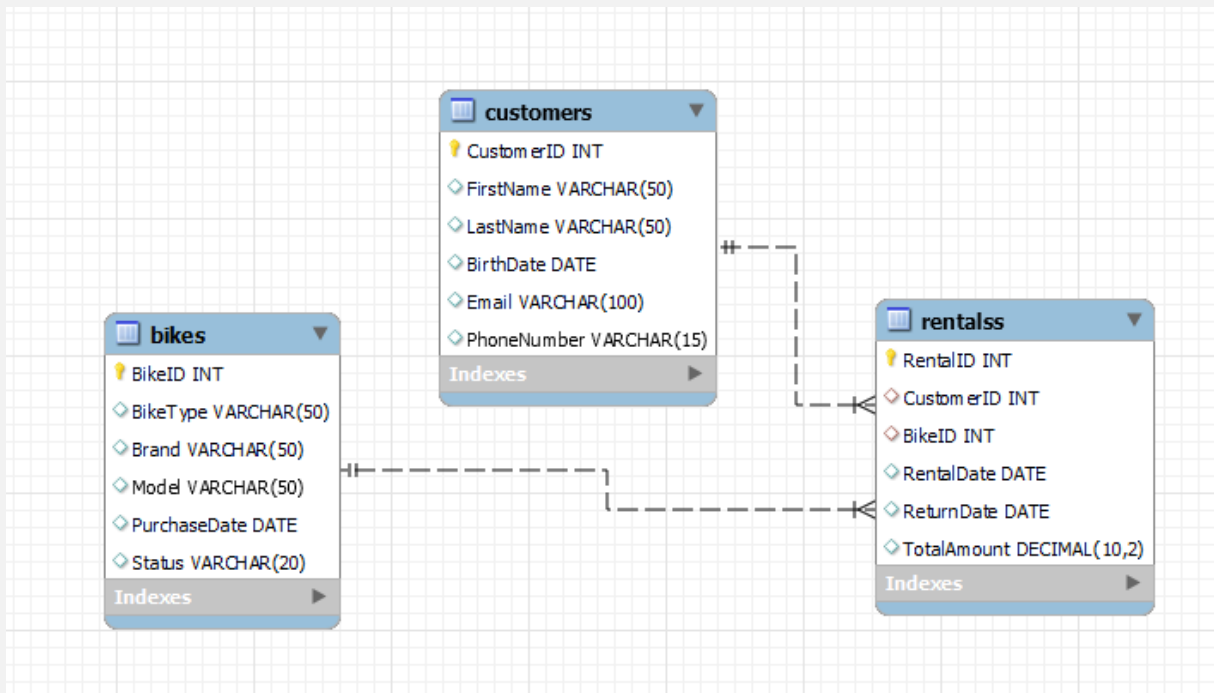 customers
CustomerID INT
FirstName VARCHAR(50)
LastName VARCHAR(50)
BirthDate DATE
Email VARCHAR(100)
PhoneNumber VARCHAR(15)
Indexes
bikes
BikeID INT
BikeType VARCHAR(50)
Brand VARCHAR(50)
Model VARCHAR(50)
PurchaseDate DATE
Status VARCHAR(20)
Indexes
rentalss
RentalID INT
CustomerID INT
BikeID INT
RentalDate DATE
ReturnDate DATE
TotalAmount DECIMAL(10,2)
Indexes